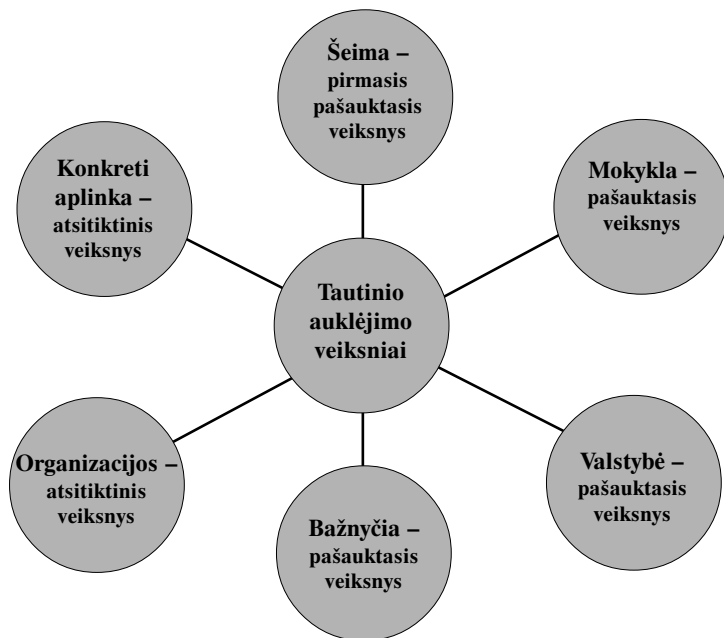 Šeima –
pirmasis
pašauktasis
veiksnys
Konkreti
aplinka –
atsitiktinis
veiksnys
Mokykla –
pašauktasis
veiksnys
Tautinio
auklėjimo
veiksniai
Organizacijos –
atsitiktinis
veiksnys
Valstybė –
pašauktasis
veiksnys
Bažnyčia –
pašauktasis
veiksnys